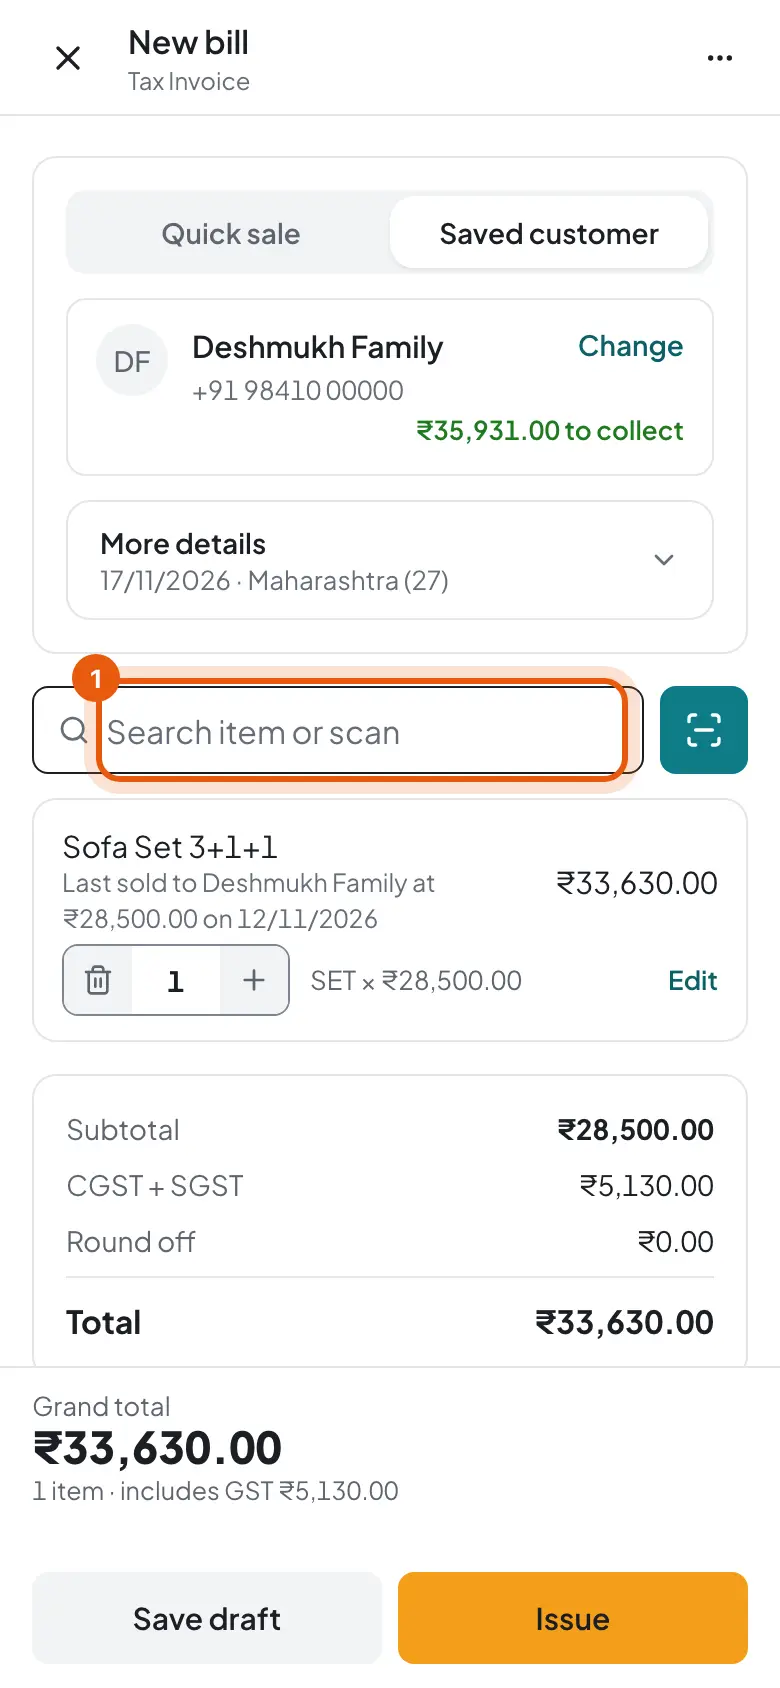 New bill
Tax Invoice
Quick sale
Saved customer
DF
Deshmukh Family
Change
+91 98410 00000
₹35,931.00 to collect
More details
17/11/2026 · Maharashtra (27)
1
Search item or scan
Sofa Set 3+1+1
Last sold to Deshmukh Family at
₹28,500.00 on 12/11/2026
₹33,630.00
1
SET × ₹28,500.00
Edit
Subtotal
₹28,500.00
CGST + SGST
₹5,130.00
Round off
₹0.00
Total
₹33,630.00
Grand total
₹33,630.00
1 item · includes GST ₹5,130.00
Save draft
Issue